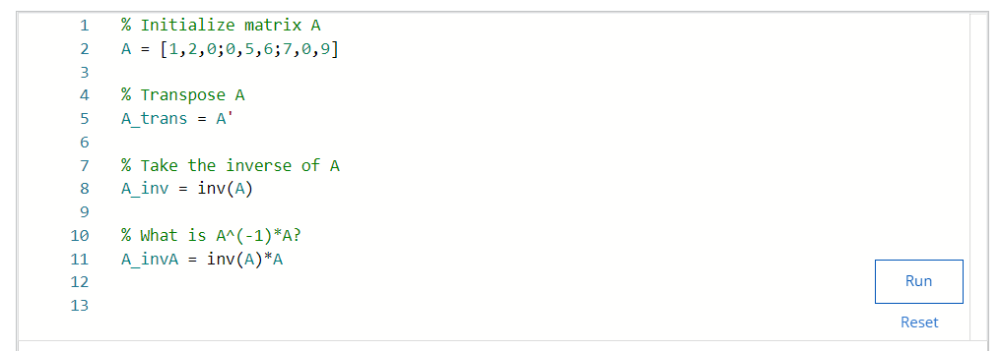 1 % Initialize matrix A
2 A = [1,2,0;0,5,6;7,0,9]
3
4 % Transpose A
5 A_trans = A'
6
7 % Take the inverse of A
8 A_inv = inv(A)
9
10 % What is A^(-1)*A?
11 A_invA = inv(A)*A
12
13
Run
Reset